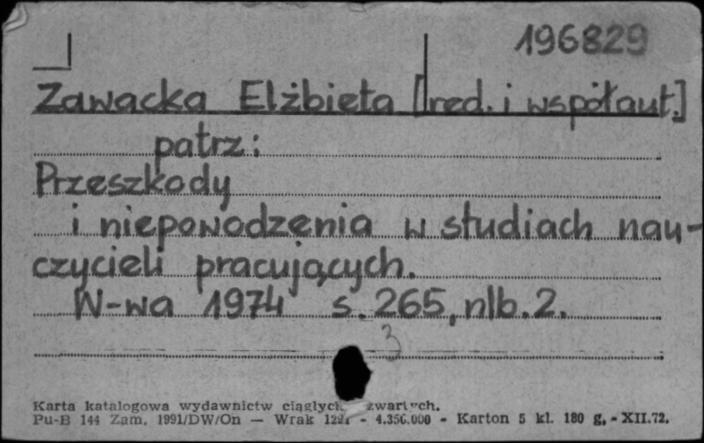 196829
Zawacka Elżbieta [red. i współaut.]
patrz:
Przeszkody
i niepowodzenia w studiach nau-
czycieli pracujących.
W-wa 1974 s. 265, nlb. 2.
3
Karta katalogowa wydawnictw ciągłych zwartych.
Pu-B 144 Zam. 1991/DW/On — Wrak - 4.356.000 - Karton 5 kl. 180 g. - XII.72.